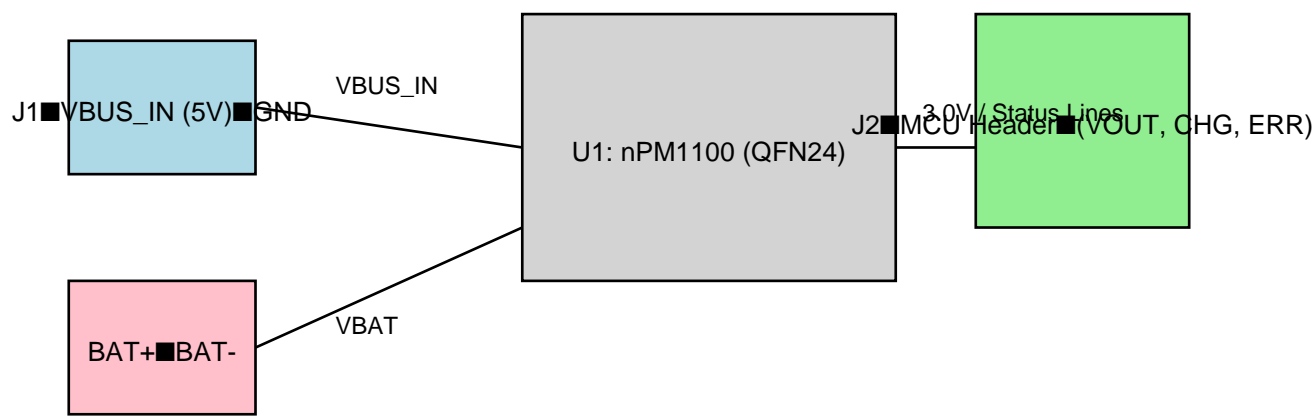 VBUS_IN
J1■VBUS_IN (5V)■GND
3.0V / Status Lines
J2■MCU Header■(VOUT, CHG, ERR)
U1: nPM1100 (QFN24)
VBAT
BAT+■BAT-